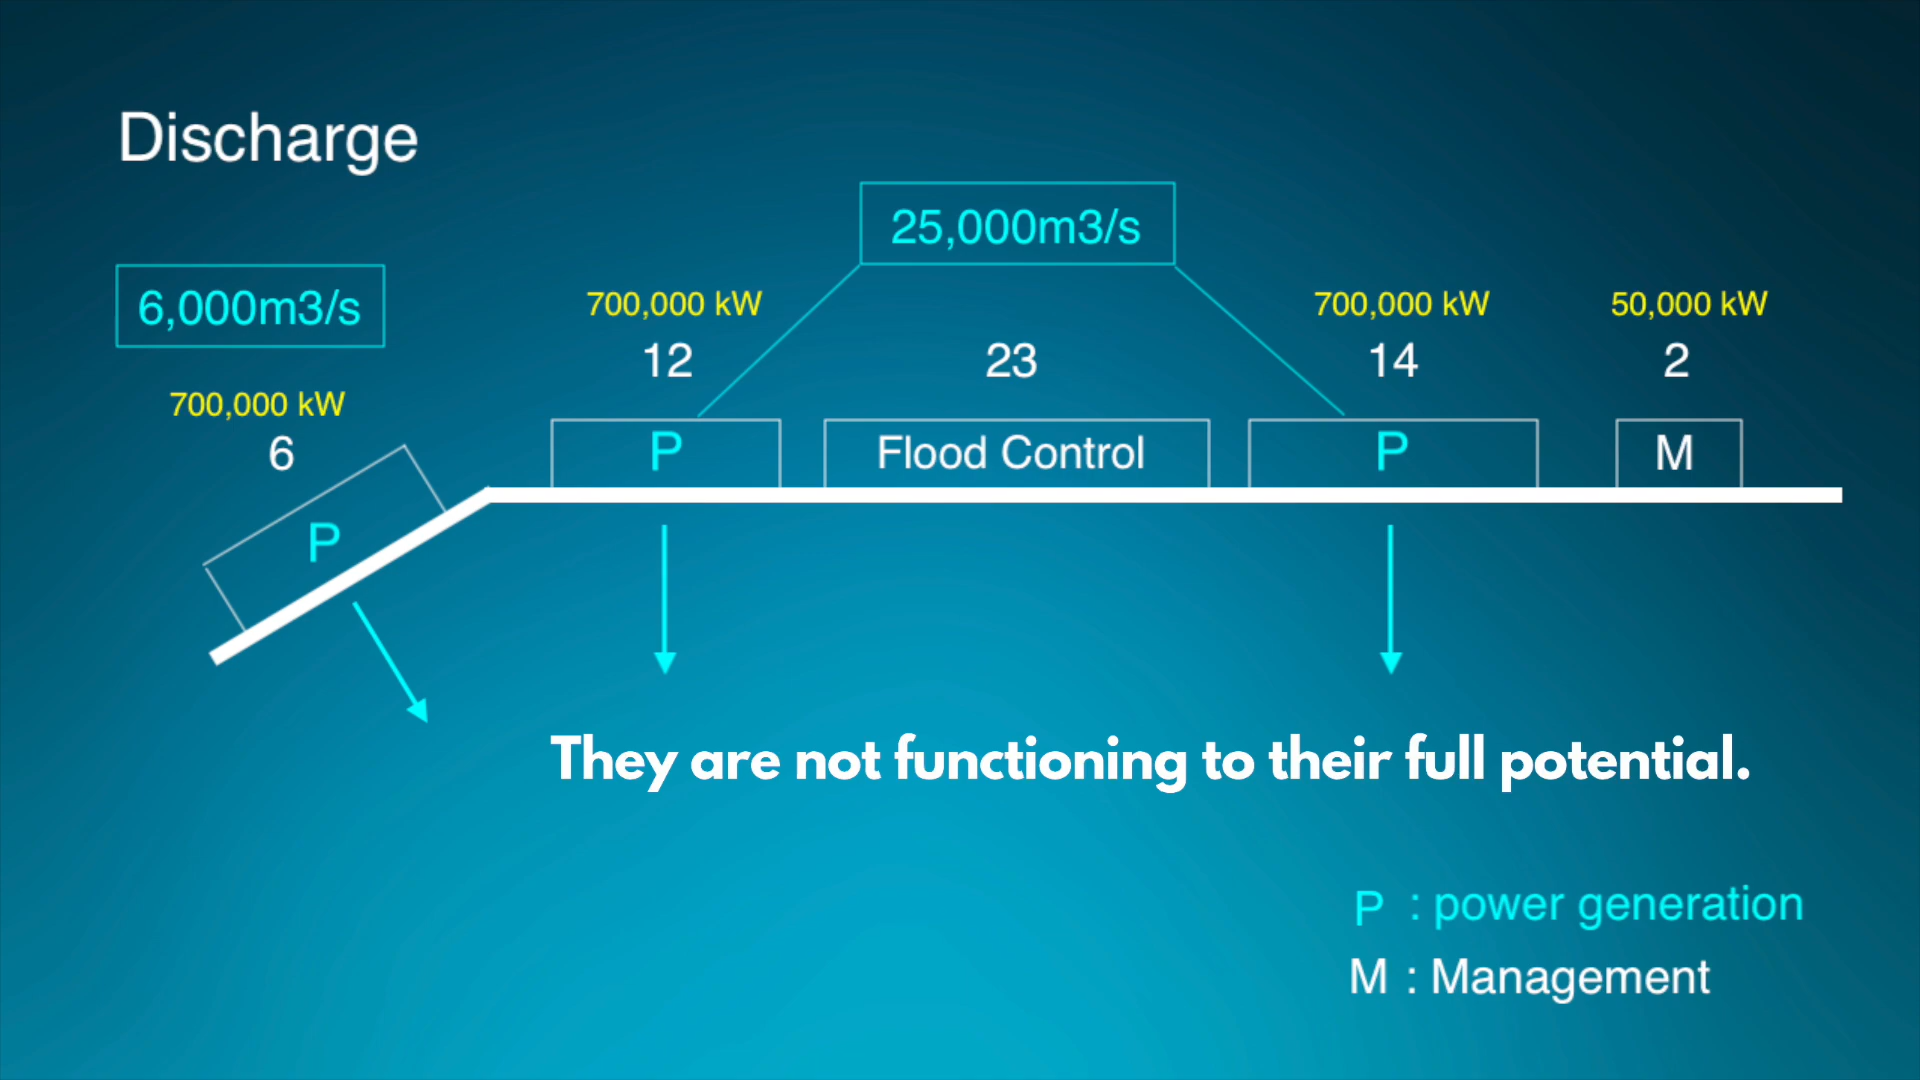 Discharge
25,000m3/s
6,000m3/s
700,000 kW
12
23
700,000 kW
14
50,000 kW
2
700,000 kW
6
P
Flood Control
P
M
P
They are not functioning to their full potential.
P : power generation
M : Management